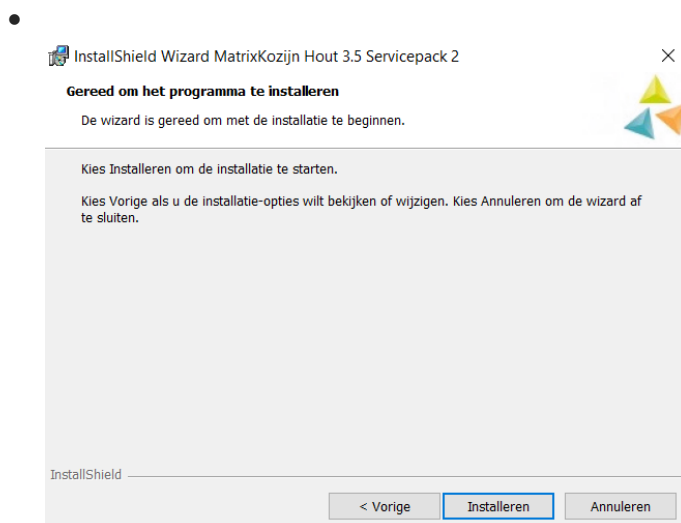 InstallShield Wizard MatrixKozijn Hout 3.5 Servicepack 2
Gereed om het programma te installeren
De wizard is gereed om met de installatie te beginnen.
Kies Installeren om de installatie te starten.
Kies Vorige als u de installatie-opties wilt bekijken of wijzigen. Kies Annuleren om de wizard af
te sluiten.
InstallShield
< Vorige Installeren Annuleren